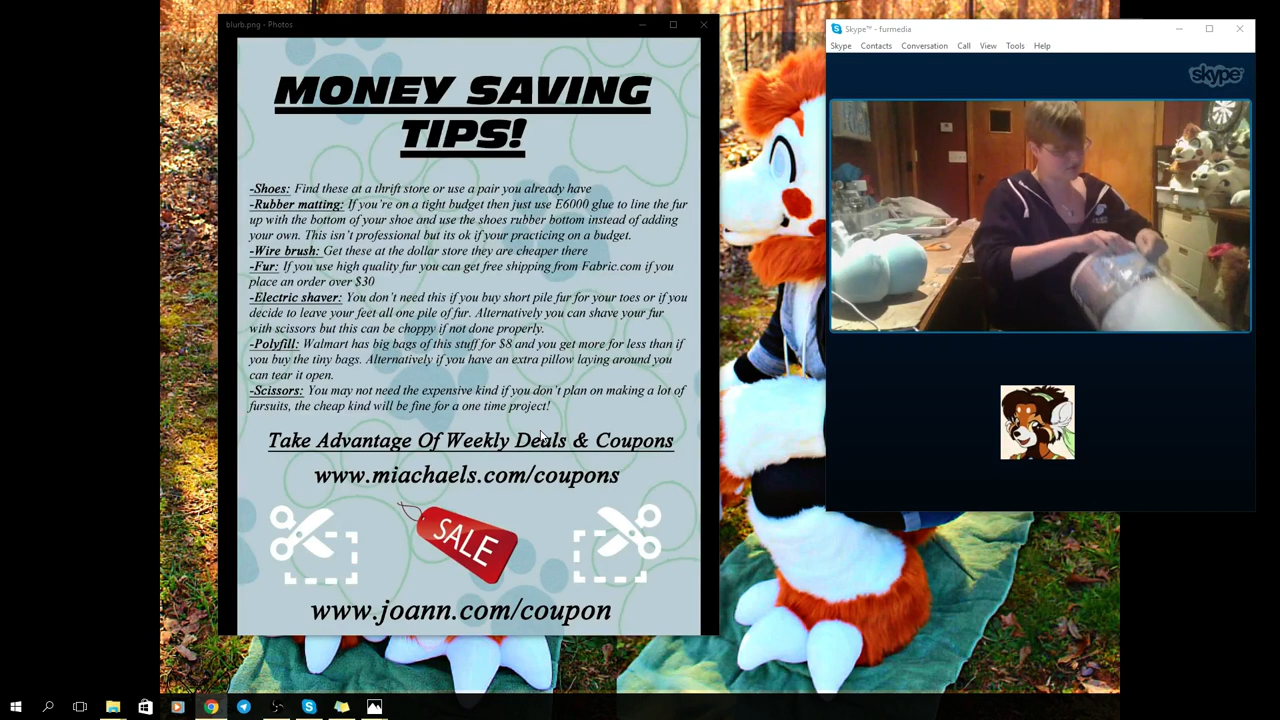 blurb.png - Photos
MONEY SAVING
TIPS!
-Shoes: Find these at a thrift store or use a pair you already have
-Rubber matting: If you're on a tight budget then just use E6000 glue to line the fur
up with the bottom of your shoe and use the shoes rubber bottom instead of adding
your own. This isn't professional but its ok if your practicing on a budget.
-Wire brush: Get these at the dollar store they are cheaper there
-Fur: If you use high quality fur you can get free shipping from Fabric.com if you
place an order over $30
-Electric shaver: You don't need this if you buy short pile fur for your toes or if you
decide to leave your feet all one pile of fur. Alternatively you can shave your fur
with scissors but this can be choppy if not done properly.
-Polyfill: Walmart has big bags of this stuff for $8 and you get more for less than if
you buy the tiny bags. Alternatively if you have an extra pillow laying around you
can tear it open.
-Scissors: You may not need the expensive kind if you don't plan on making a lot of
fursuits, the cheap kind will be fine for a one time project!
Take Advantage Of Weekly Deals & Coupons
www.miachaels.com/coupons
SALE
www.joann.com/coupon
Skype™ - furmedia
Skype Contacts Conversation Call View Tools Help
skype